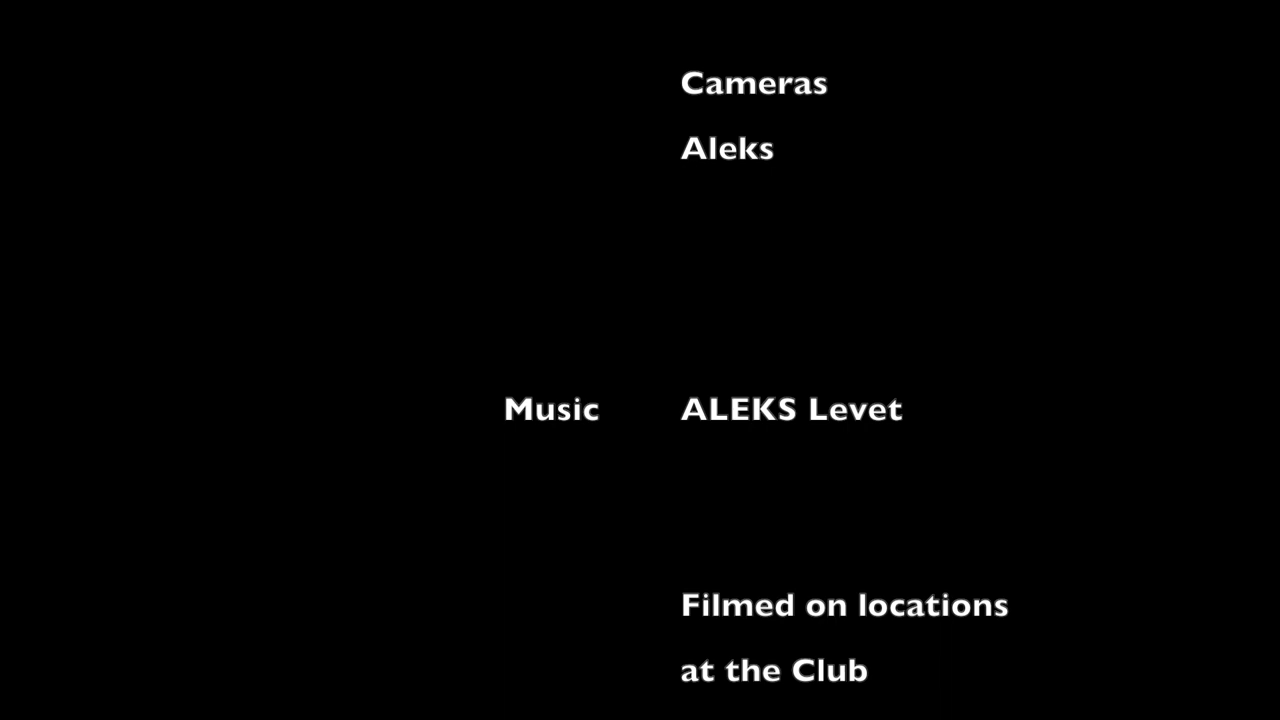 Cameras
Aleks
Music ALEKS Levet
Filmed on locations
at the Club